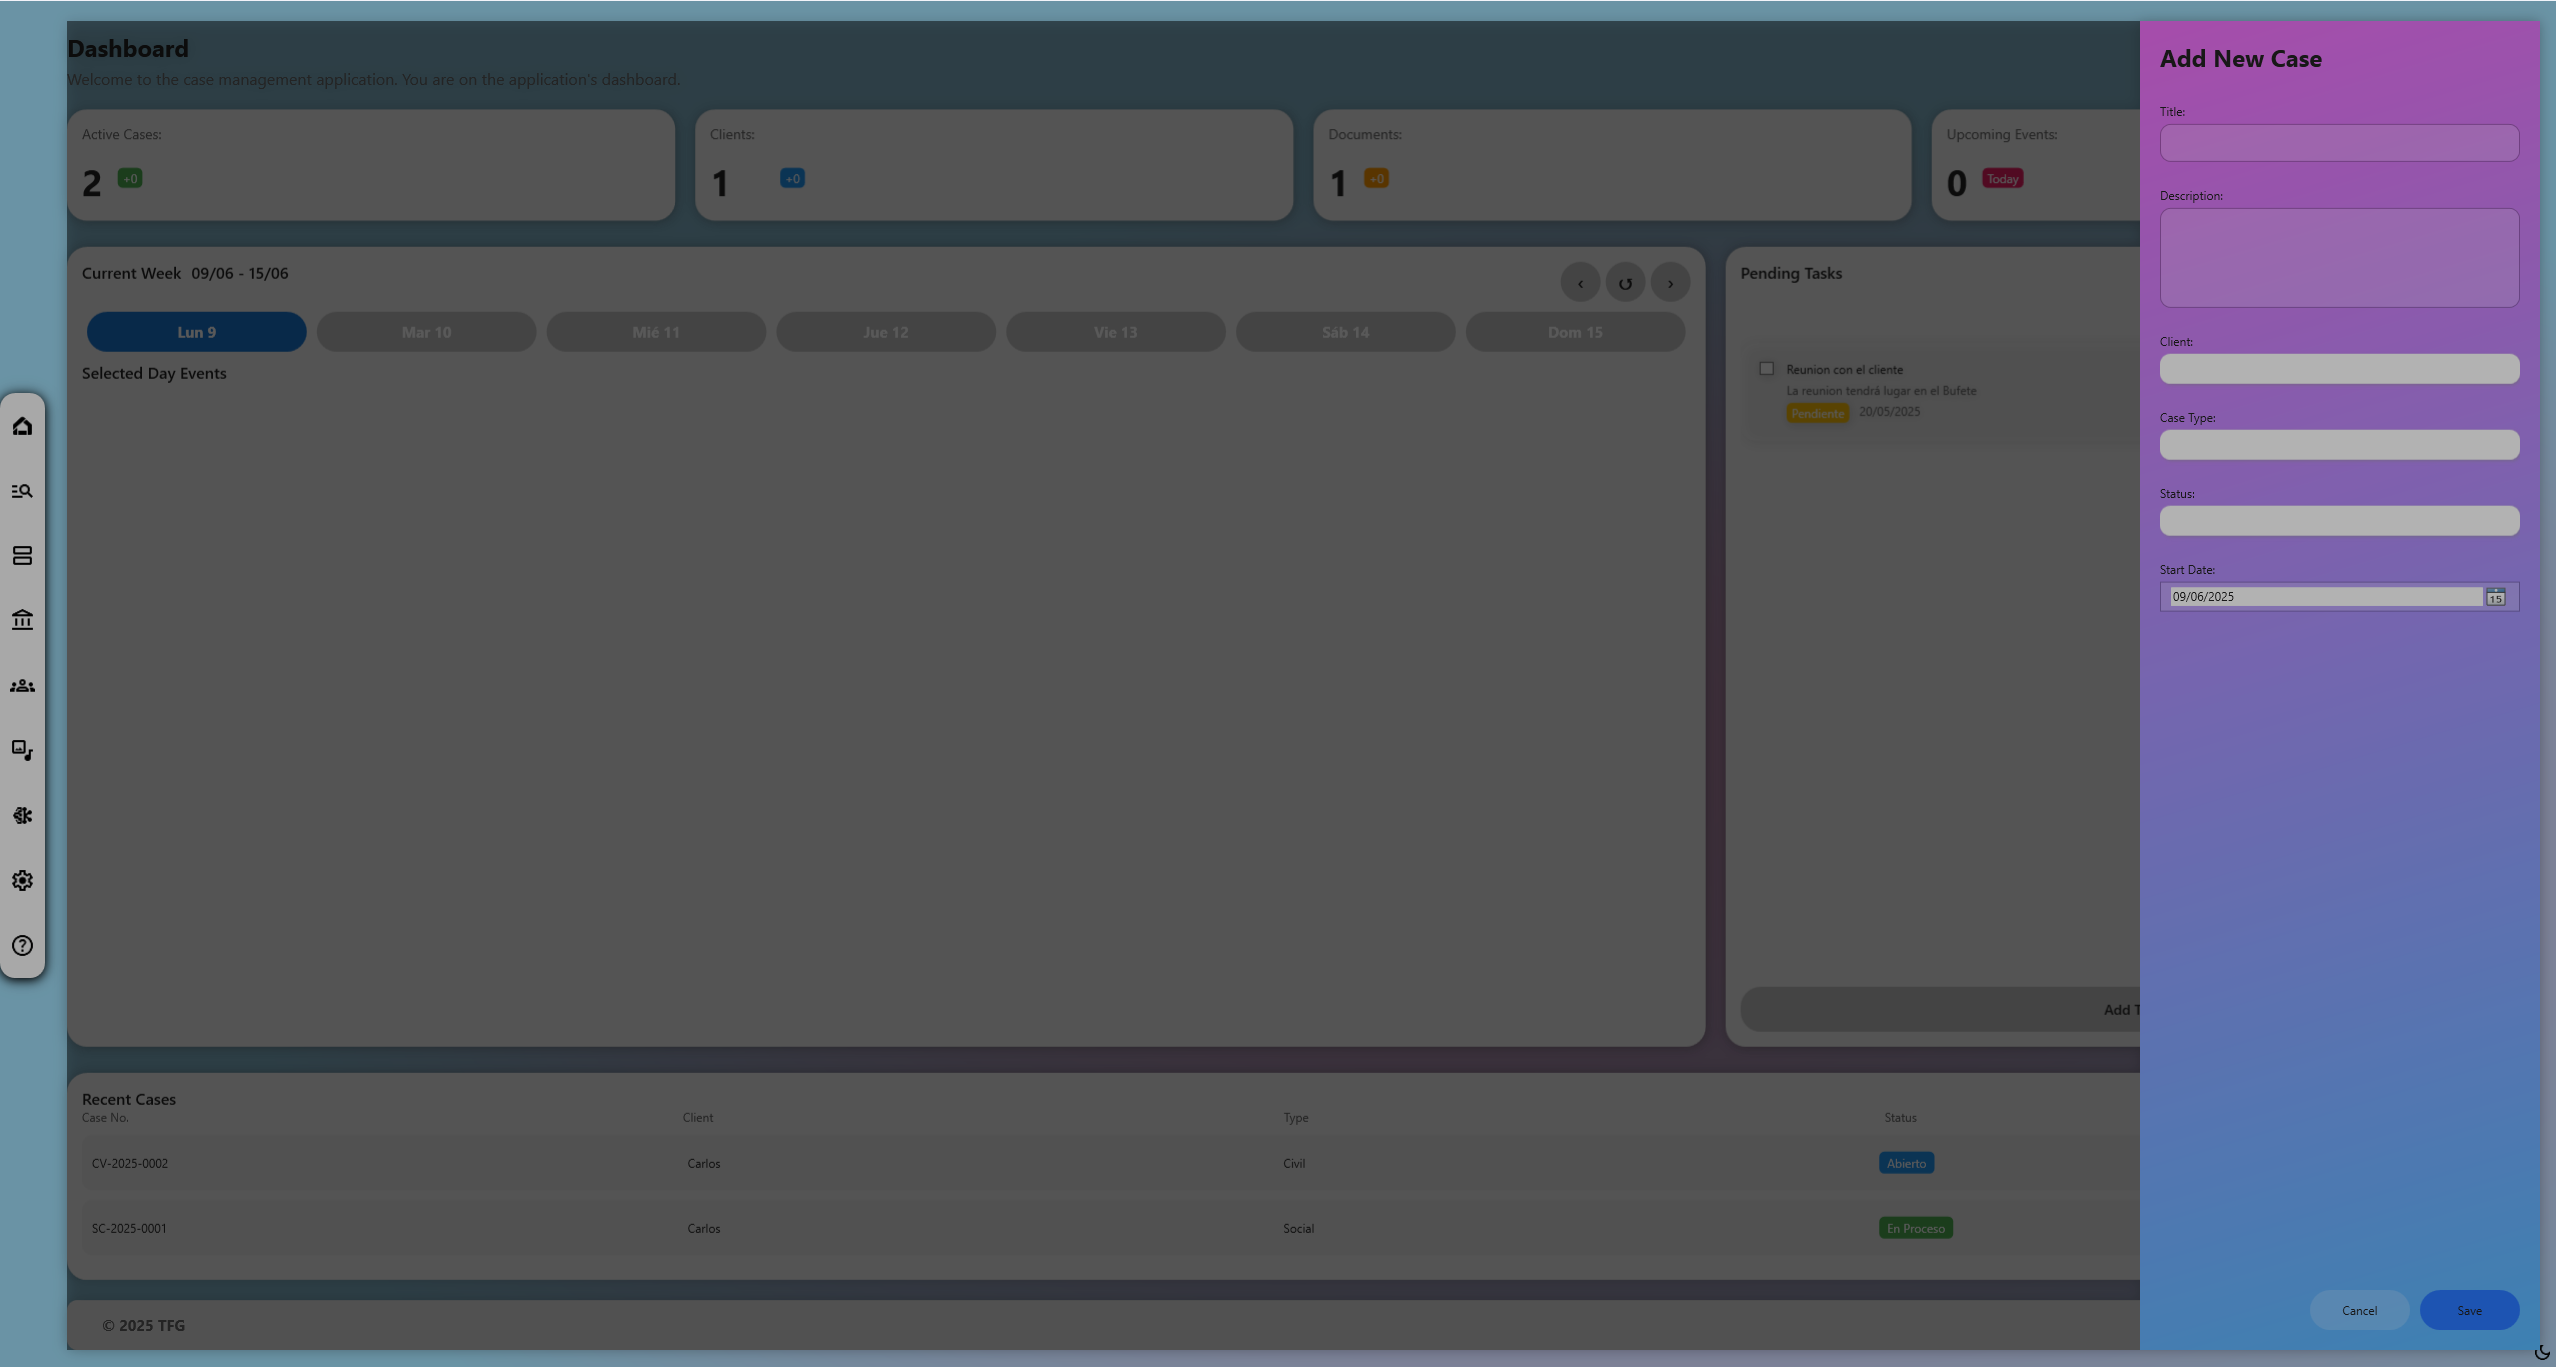 Dashboard
Welcome to the case management application. You are on the application's dashboard.
Active Cases:
2 +0
Clients:
1 +0
Documents:
1 +0
Upcoming Events:
0 Today
Current Week 09/06 - 15/06
‹ ↺ ›
Lun 9 Mar 10 Mié 11 Jue 12 Vie 13 Sáb 14 Dom 15
Selected Day Events
Pending Tasks
Reunion con el cliente
La reunion tendrá lugar en el Bufete
Pendiente 20/05/2025
Add T
Recent Cases
Case No. Client Type Status
CV-2025-0002 Carlos Civil Abierto
SC-2025-0001 Carlos Social En Proceso
© 2025 TFG
Add New Case
Title:
Description:
Client:
Case Type:
Status:
Start Date:
09/06/2025 15
Cancel Save